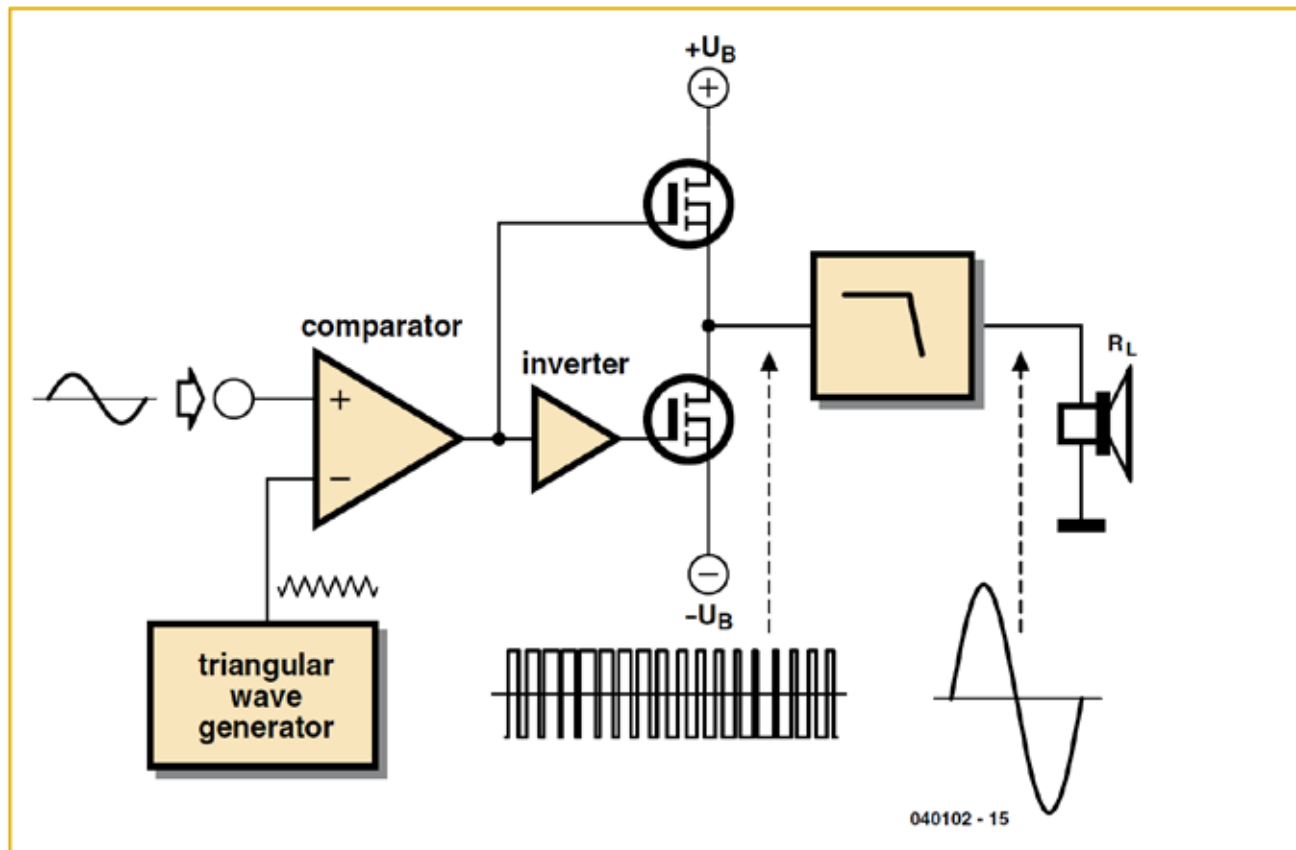 +UB
comparator
inverter
RL
+
−
triangular
wave
generator
−UB
040102 - 15